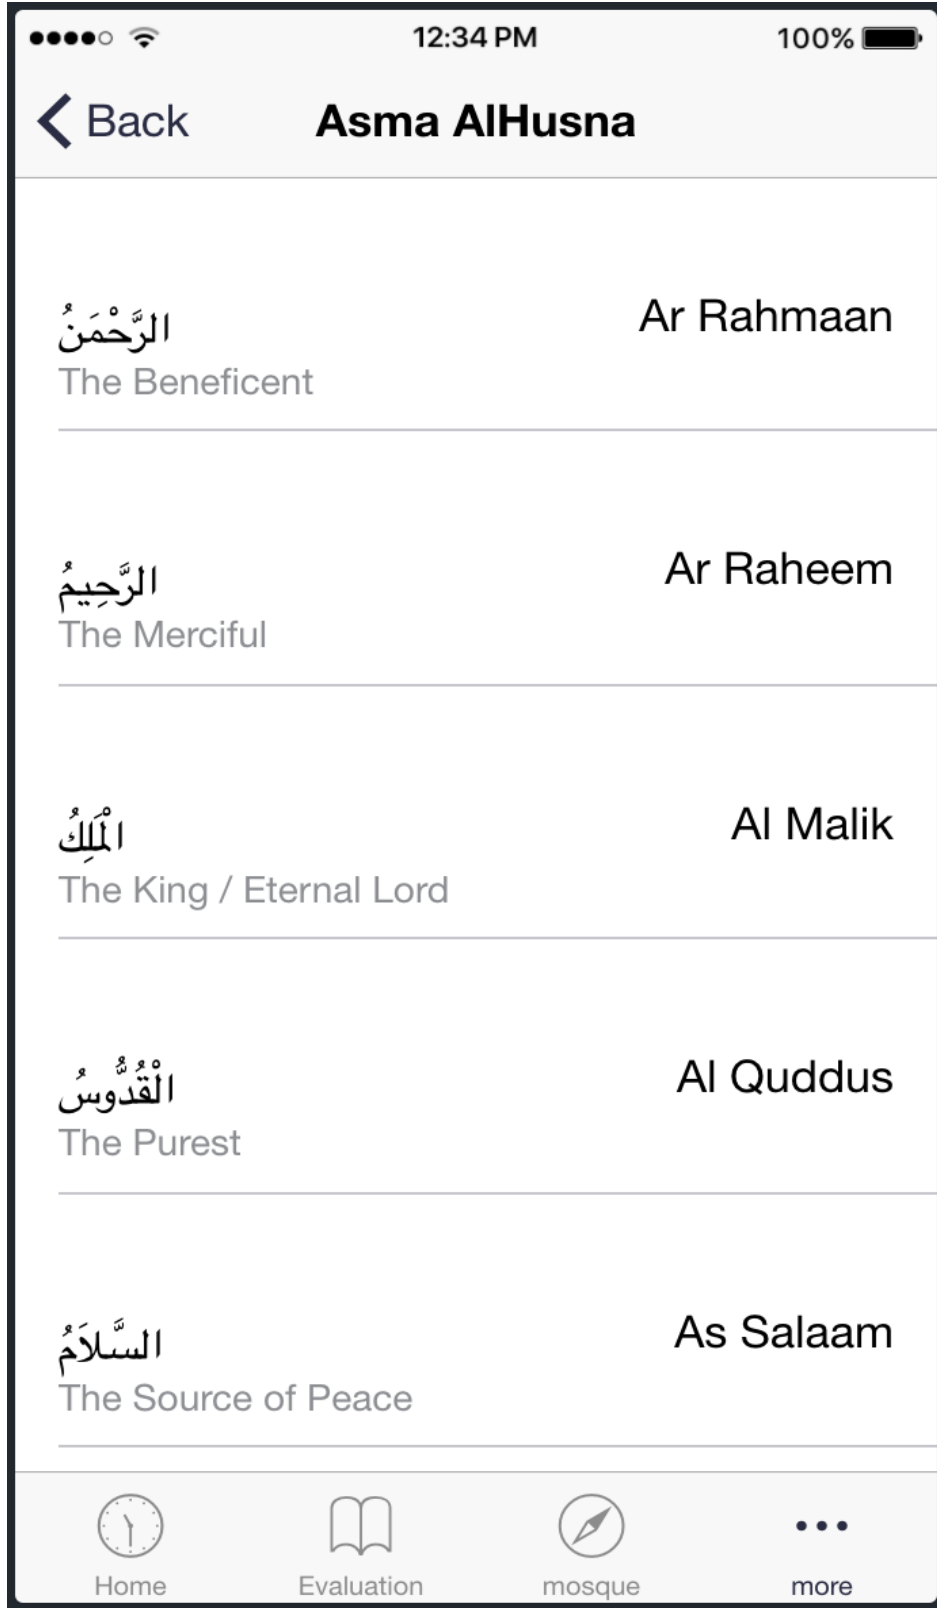 12:34 PM
100%
Back
Asma AlHusna
الرَّحْمَنُ
Ar Rahmaan
The Beneficent
الرَّحِيمُ
Ar Raheem
The Merciful
الْمَلِكُ
Al Malik
The King / Eternal Lord
الْقُدُّوسُ
Al Quddus
The Purest
السَّلاَمُ
As Salaam
The Source of Peace
Home
Evaluation
mosque
more